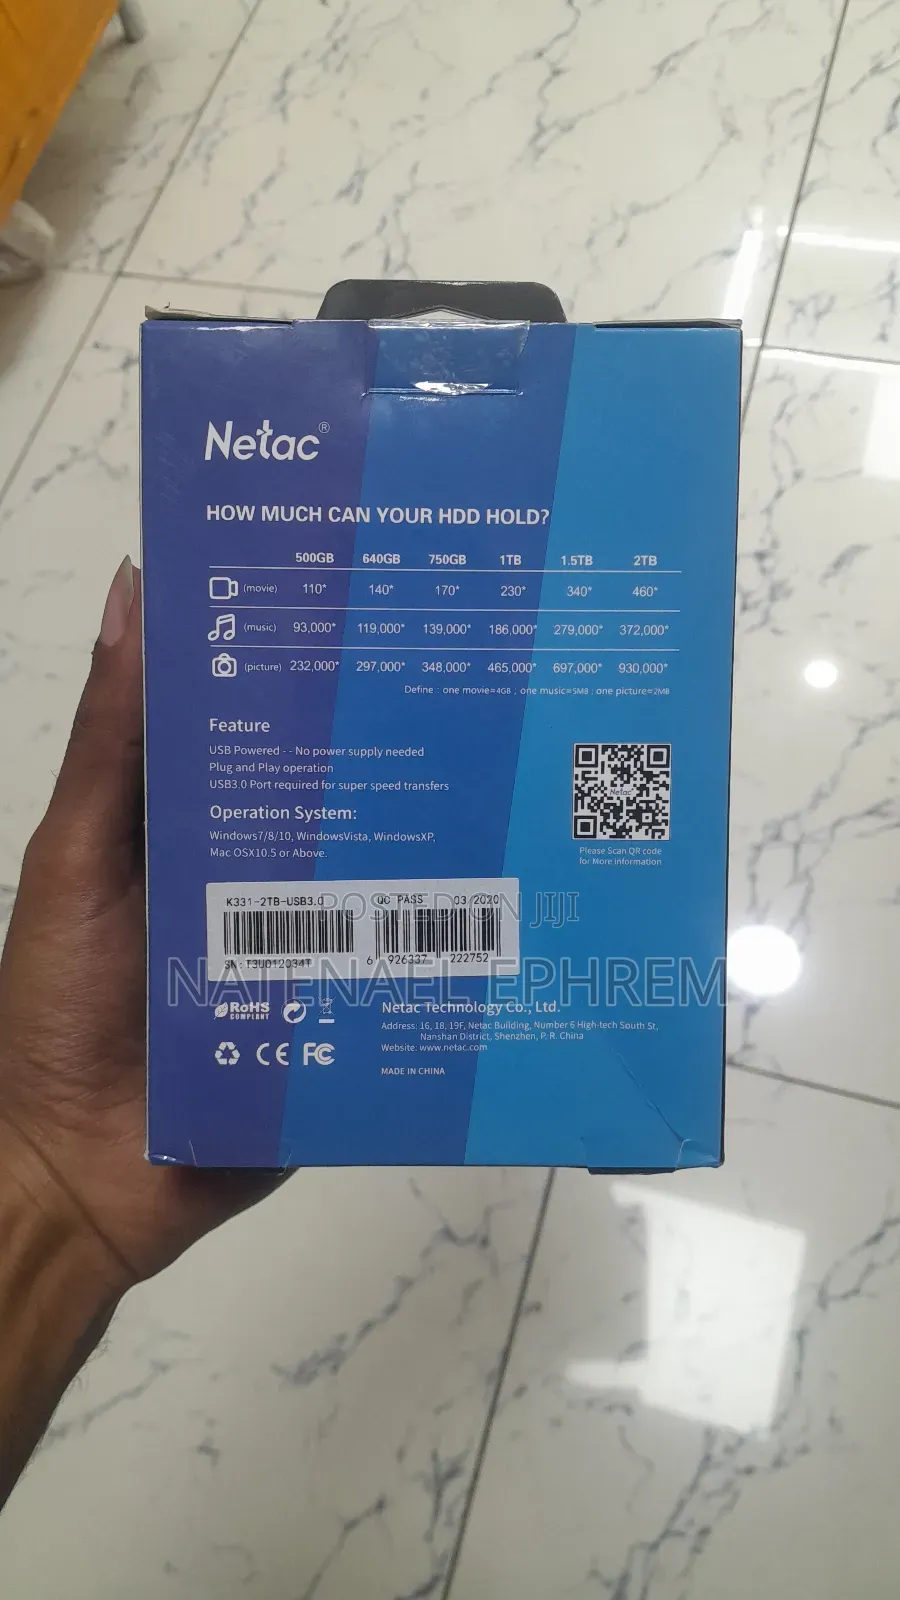 Netac®
HOW MUCH CAN YOUR HDD HOLD?
500GB 640GB 750GB 1TB 1.5TB 2TB
(movie) 110* 140* 170* 230* 340* 460*
(music) 93,000* 119,000* 139,000* 186,000* 279,000* 372,000*
(picture) 232,000* 297,000* 348,000* 465,000* 697,000* 930,000*
Define : one movie=4GB ; one music=5MB ; one picture=2MB
Feature
USB Powered - - No power supply needed
Plug and Play operation
USB3.0 Port required for super speed transfers
Operation System:
Windows7/8/10, WindowsVista, WindowsXP,
Mac OSX10.5 or Above.
Netac
Please Scan QR code
for More information
K331-2TB-USB3.0 QC PASS 03/2020
POSTED ON JIJI
SN: T3U012034T 6 926337 222752
NATENAEL EPHREM
RoHS
COMPLIANT
CE FC
Netac Technology Co., Ltd.
Address: 16, 18, 19F, Netac Building, Number 6 High-tech South St,
Nanshan District, Shenzhen, P. R. China
Website: www.netac.com
MADE IN CHINA